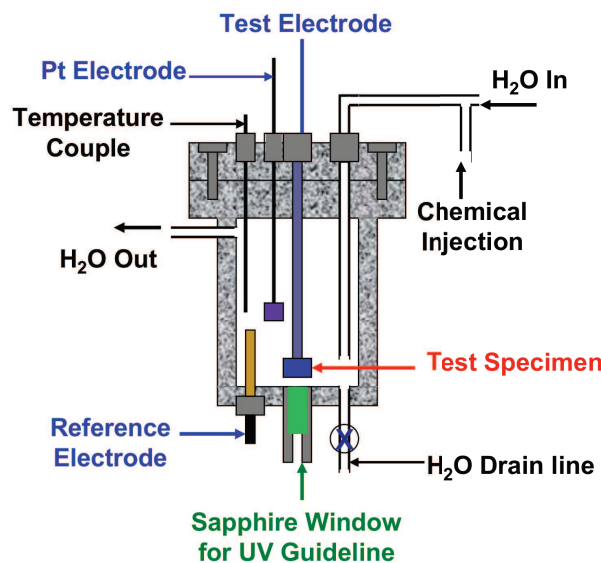 Test Electrode
Pt Electrode
H₂O In
Temperature
Couple
Chemical
Injection
H₂O Out
Test Specimen
Reference
Electrode
H₂O Drain line
Sapphire Window
for UV Guideline